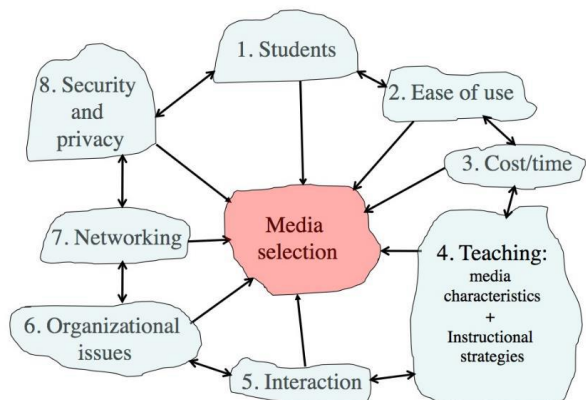 1. Students
2. Ease of use
3. Cost/time
4. Teaching:
media
characteristics
+
Instructional
strategies
5. Interaction
6. Organizational
issues
7. Networking
8. Security
and
privacy
Media
selection